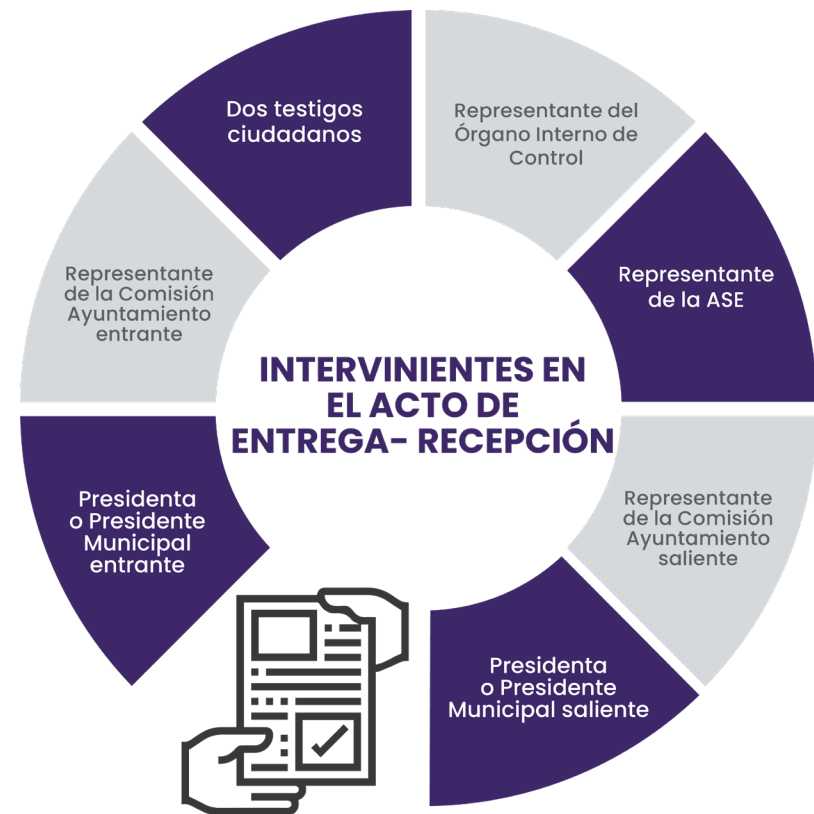 Dos testigos
ciudadanos
Representante del
Órgano Interno de
Control
Representante
de la ASE
Representante
de la Comisión
Ayuntamiento
entrante
INTERVINIENTES EN
EL ACTO DE
ENTREGA- RECEPCIÓN
Presidenta
o Presidente
Municipal
entrante
Representante
de la Comisión
Ayuntamiento
saliente
Presidenta
o Presidente
Municipal saliente